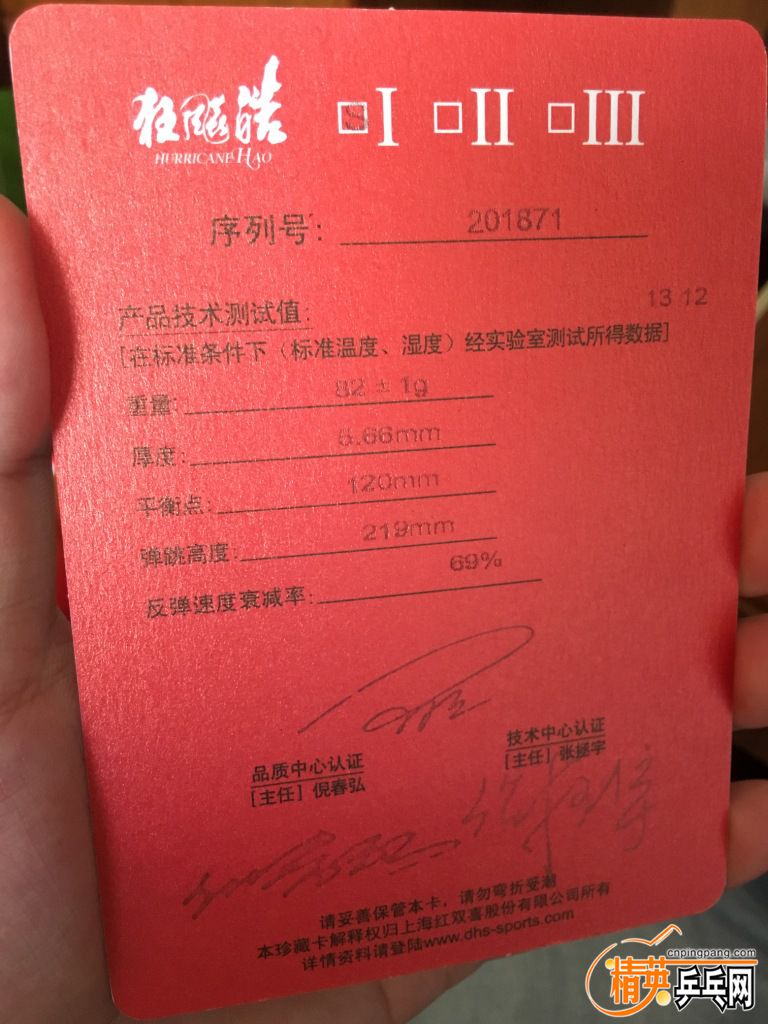 狂飚皓
HURRICANE HAO
S I II III
序列号: 201871
13 12
产品技术测试值:
[在标准条件下（标准温度、湿度）经实验室测试所得数据]
重量: 82±1g
厚度: 5.66mm
平衡点: 120mm
弹跳高度: 219mm
反弹速度衰减率: 69%
技术中心认证
[主任] 张拯宇
品质中心认证
[主任] 倪春弘
请妥善保管本卡，请勿弯折受潮
本珍藏卡解释权归上海红双喜股份有限公司所有
详情资料请登陆www.dhs-sports.com
cnpingpang.com
精英乒乓网